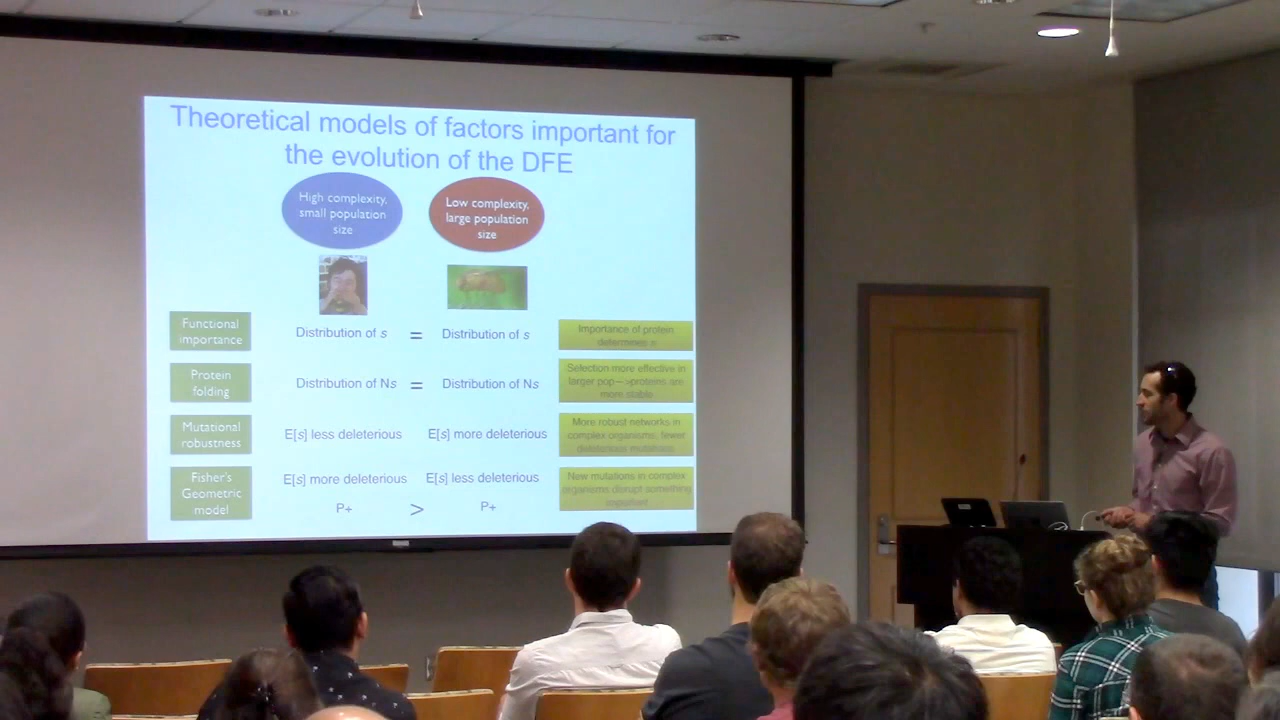 Theoretical models of factors important for
the evolution of the DFE
High complexity,
small population
size
Low complexity,
large population
size
Functional
importance
Distribution of s
=
Distribution of s
Importance of protein
determines s
Protein
folding
Distribution of Ns
=
Distribution of Ns
Selection more effective in
larger pop—>proteins are
more stable
Mutational
robustness
E[s] less deleterious
E[s] more deleterious
More robust networks in
complex organisms, fewer
deleterious mutations
Fisher's
Geometric
model
E[s] more deleterious
E[s] less deleterious
P+
>
P+
New mutations in complex
organisms disrupt something
important